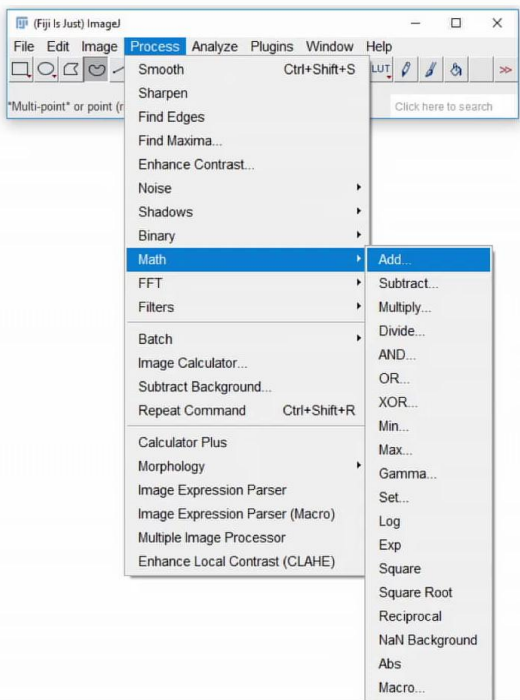 (Fiji Is Just) ImageJ
File Edit Image Process Analyze Plugins Window Help
LUT
*Multi-point* or point (r
Click here to search
Smooth Ctrl+Shift+S
Sharpen
Find Edges
Find Maxima...
Enhance Contrast...
Noise
Shadows
Binary
Math
FFT
Filters
Batch
Image Calculator...
Subtract Background...
Repeat Command Ctrl+Shift+R
Calculator Plus
Morphology
Image Expression Parser
Image Expression Parser (Macro)
Multiple Image Processor
Enhance Local Contrast (CLAHE)
Add...
Subtract...
Multiply...
Divide...
AND...
OR...
XOR...
Min...
Max...
Gamma...
Set...
Log
Exp
Square
Square Root
Reciprocal
NaN Background
Abs
Macro...